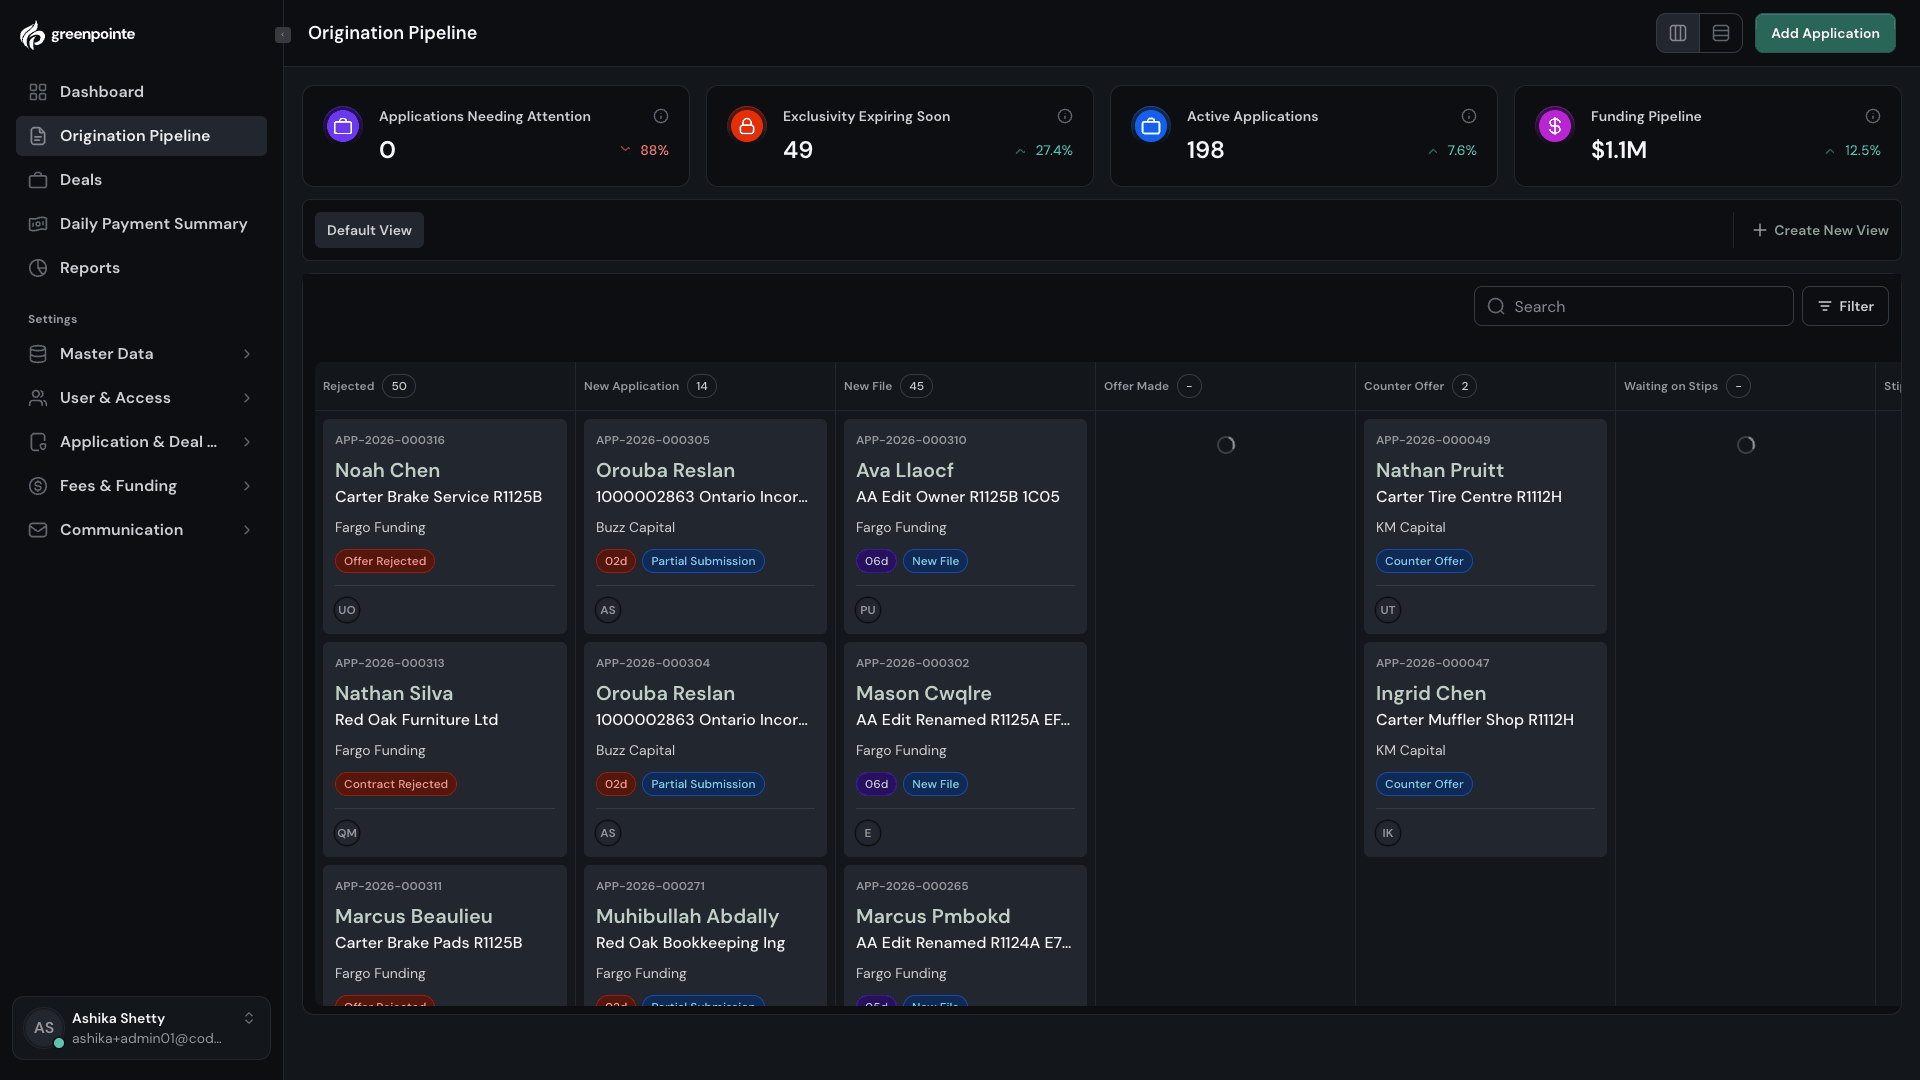 greenpointe
Origination Pipeline
Add Application
Dashboard
Origination Pipeline
Deals
Daily Payment Summary
Reports
Settings
Master Data
User & Access
Application & Deal ...
Fees & Funding
Communication
AS
Ashika Shetty
ashika+admin01@cod...
Applications Needing Attention
0
88%
Exclusivity Expiring Soon
49
27.4%
Active Applications
198
7.6%
Funding Pipeline
$1.1M
12.5%
Default View
Create New View
Search
Filter
Rejected 50
APP-2026-000316
Noah Chen
Carter Brake Service R1125B
Fargo Funding
Offer Rejected
UO
APP-2026-000313
Nathan Silva
Red Oak Furniture Ltd
Fargo Funding
Contract Rejected
QM
APP-2026-000311
Marcus Beaulieu
Carter Brake Pads R1125B
Fargo Funding
Offer Rejected
New Application 14
APP-2026-000305
Orouba Reslan
1000002863 Ontario Incor...
Buzz Capital
02d Partial Submission
AS
APP-2026-000304
Orouba Reslan
1000002863 Ontario Incor...
Buzz Capital
02d Partial Submission
AS
APP-2026-000271
Muhibullah Abdally
Red Oak Bookkeeping Ing
Fargo Funding
Partial Submission
New File 45
APP-2026-000310
Ava Llaocf
AA Edit Owner R1125B 1C05
Fargo Funding
06d New File
PU
APP-2026-000302
Mason Cwqlre
AA Edit Renamed R1125A EF...
Fargo Funding
06d New File
E
APP-2026-000265
Marcus Pmbokd
AA Edit Renamed R1124A E7...
Fargo Funding
New File
Offer Made -
Counter Offer 2
APP-2026-000049
Nathan Pruitt
Carter Tire Centre R1112H
KM Capital
Counter Offer
UT
APP-2026-000047
Ingrid Chen
Carter Muffler Shop R1112H
KM Capital
Counter Offer
IK
Waiting on Stips -